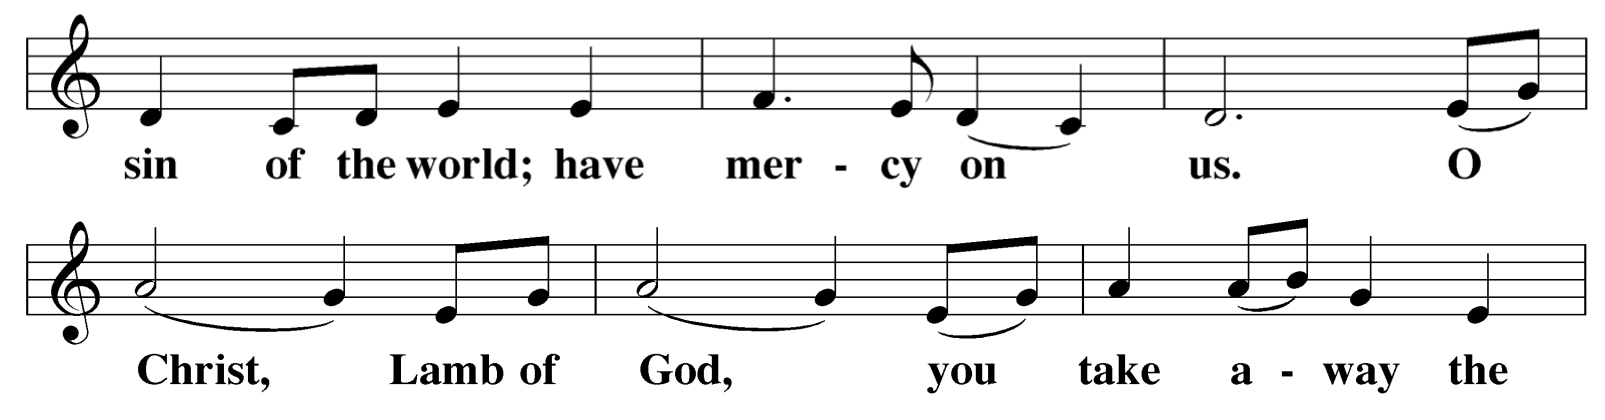 sin of the world; have mer - cy on us. O
Christ, Lamb of God, you take a - way the